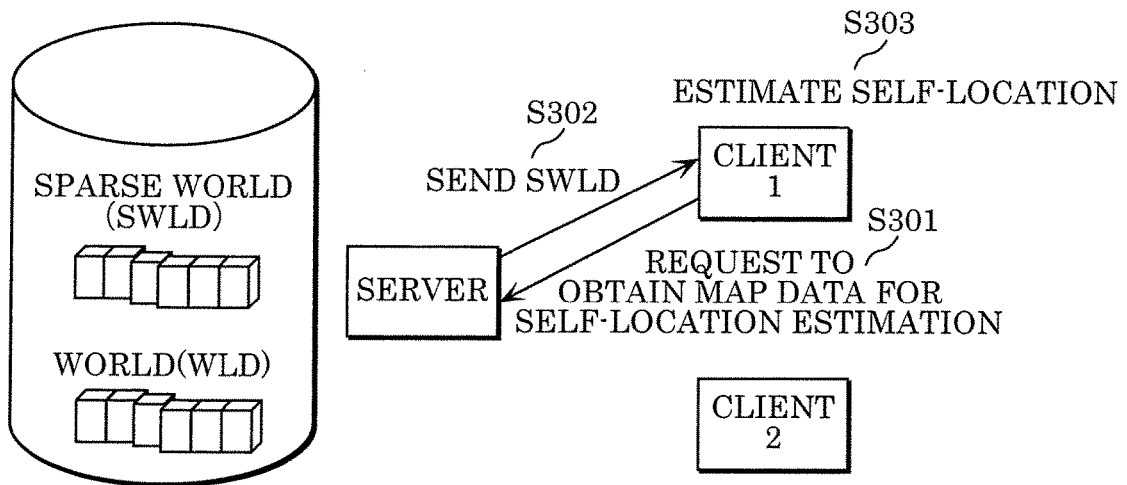 S303
ESTIMATE SELF-LOCATION
S302
SEND SWLD
CLIENT
1
SPARSE WORLD
(SWLD)
S301
REQUEST TO
OBTAIN MAP DATA FOR
SELF-LOCATION ESTIMATION
SERVER
WORLD(WLD)
CLIENT
2